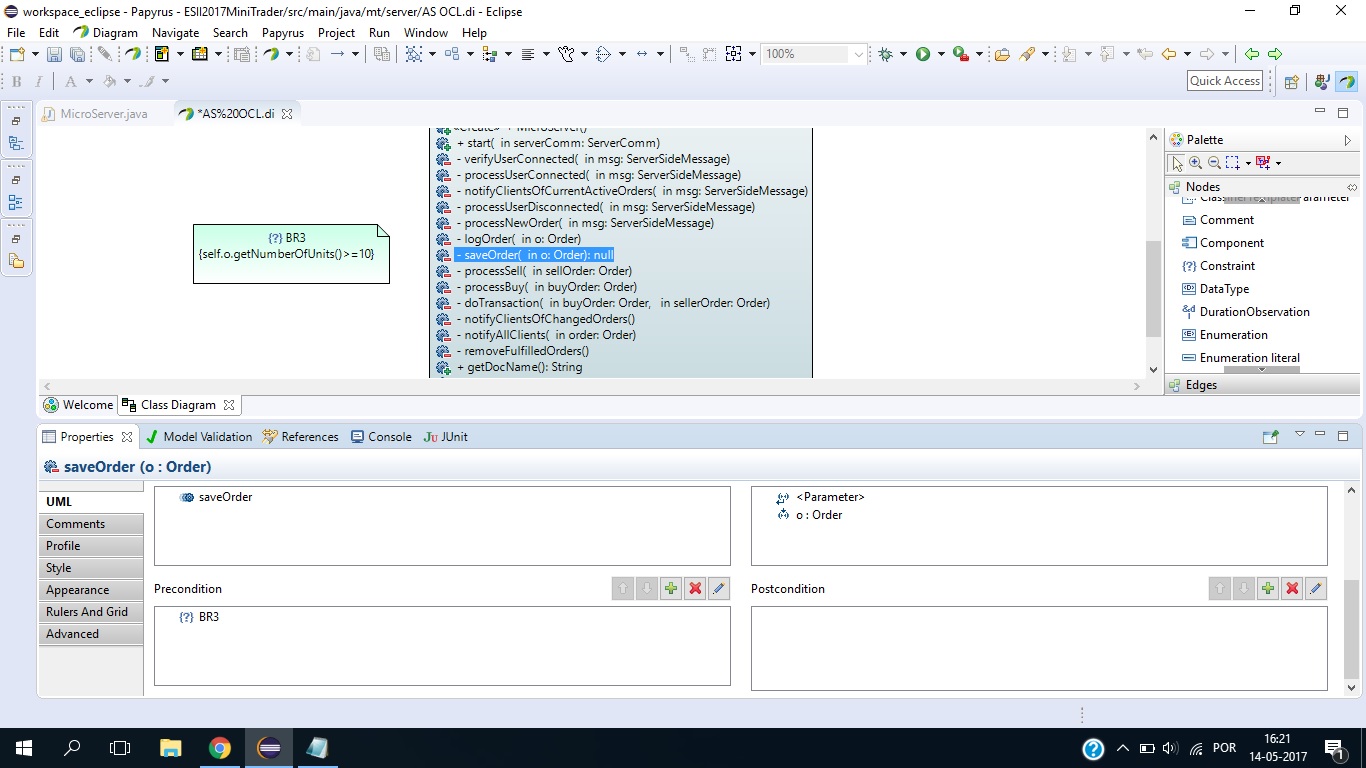 workspace_eclipse - Papyrus - ESII2017MiniTrader/src/main/java/mt/server/AS OCL.di - Eclipse
File Edit Diagram Navigate Search Papyrus Project Run Window Help
100%
B I A
Quick Access
MicroServer.java
*AS%20OCL.di
«Create» + MicroServer()
+ start( in serverComm: ServerComm)
- verifyUserConnected( in msg: ServerSideMessage)
- processUserConnected( in msg: ServerSideMessage)
- notifyClientsOfCurrentActiveOrders( in msg: ServerSideMessage)
- processUserDisconnected( in msg: ServerSideMessage)
- processNewOrder( in msg: ServerSideMessage)
- logOrder( in o: Order)
- saveOrder( in o: Order): null
- processSell( in sellOrder: Order)
- processBuy( in buyOrder: Order)
- doTransaction( in buyOrder: Order, in sellerOrder: Order)
- notifyClientsOfChangedOrders()
- notifyAllClients( in order: Order)
- removeFulfilledOrders()
+ getDocName(): String
{?} BR3
{self.o.getNumberOfUnits()>=10}
Palette
Nodes
ClassifierTemplateParameter
Comment
Component
{?} Constraint
DataType
DurationObservation
Enumeration
Enumeration literal
Edges
Welcome
Class Diagram
Properties
Model Validation
References
Console
JU JUnit
saveOrder (o : Order)
UML
Comments
Profile
Style
Appearance
Rulers And Grid
Advanced
saveOrder
<Parameter>
o : Order
Precondition
Postcondition
{?} BR3
POR
16:21
14-05-2017
1